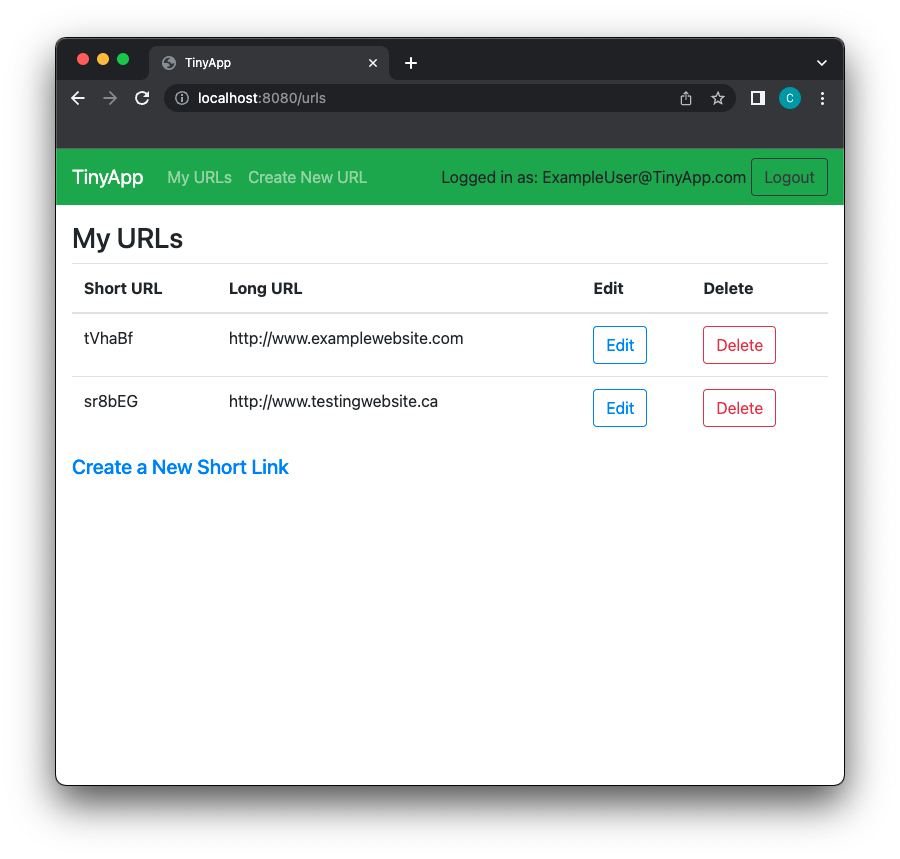 TinyApp
localhost:8080/urls
C
TinyApp My URLs Create New URL Logged in as: ExampleUser@TinyApp.com Logout
My URLs
Short URL Long URL Edit Delete
tVhaBf http://www.examplewebsite.com Edit Delete
sr8bEG http://www.testingwebsite.ca Edit Delete
Create a New Short Link